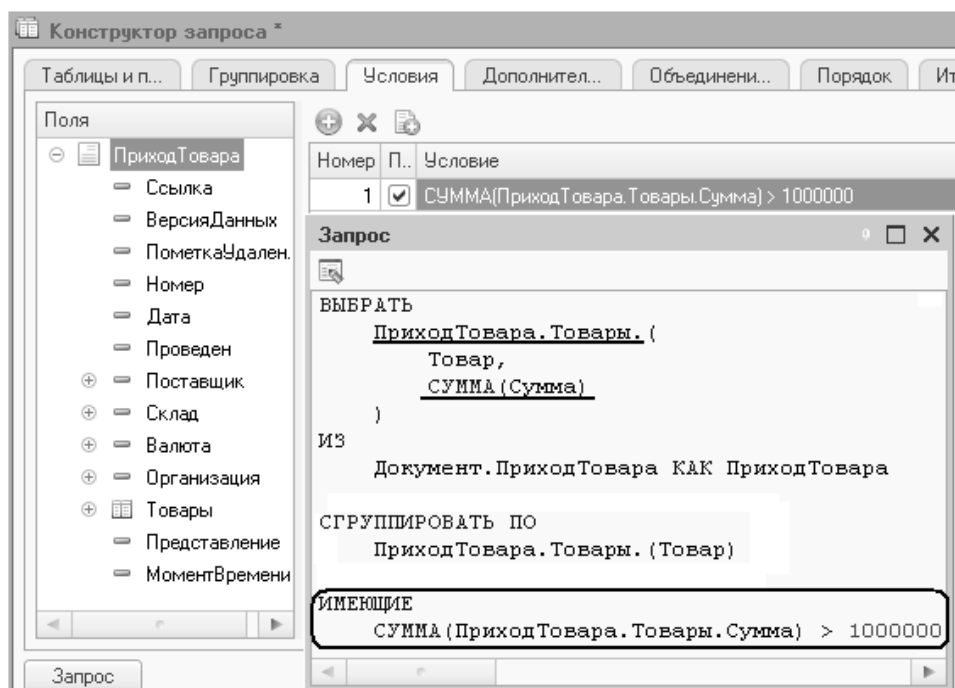 Конструктор запроса *
Таблицы и п... Группировка Условия Дополнител... Объединени... Порядок Ит
Поля
ПриходТовара
Ссылка
ВерсияДанных
ПометкаУдален.
Номер
Дата
Проведен
Поставщик
Склад
Валюта
Организация
Товары
Представление
МоментВремени
Запрос
Номер П.. Условие
1 СУММА(ПриходТовара.Товары.Сумма) > 1000000
Запрос
ВЫБРАТЬ
ПриходТовара.Товары.(
Товар,
СУММА(Сумма)
)
ИЗ
Документ.ПриходТовара КАК ПриходТовара
СГРУППИРОВАТЬ ПО
ПриходТовара.Товары.(Товар)
ИМЕЮЩИЕ
СУММА(ПриходТовара.Товары.Сумма) > 1000000